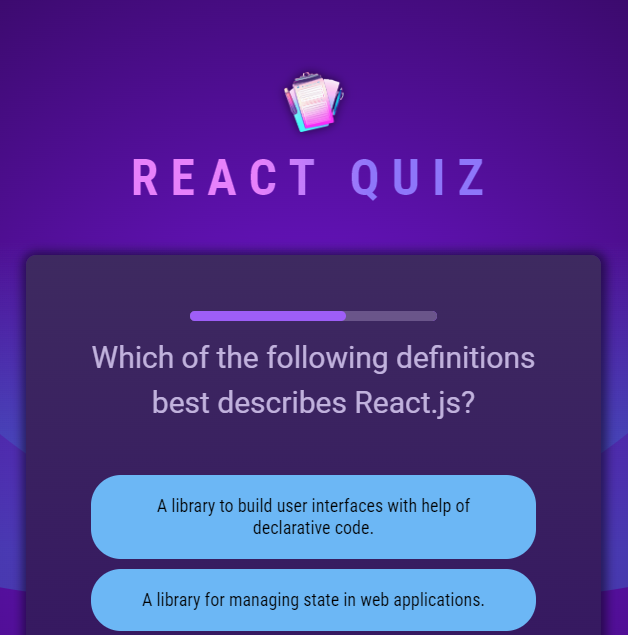 REACT QUIZ
Which of the following definitions
best describes React.js?
A library to build user interfaces with help of
declarative code.
A library for managing state in web applications.